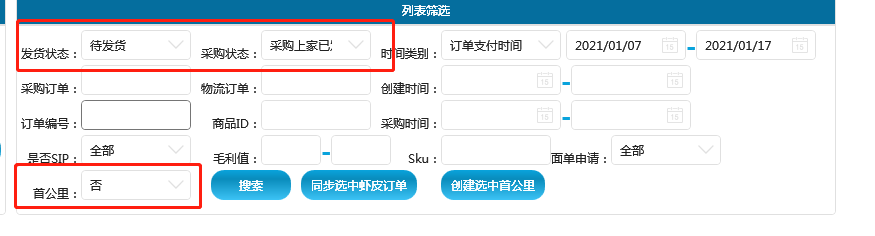 列表筛选
发货状态： 待发货 采购状态： 采购上家已 时间类别： 订单支付时间 2021/01/07 - 2021/01/17
采购订单： 物流订单： 创建时间： -
订单编号： 商品ID： 采购时间： -
是否SIP： 全部 毛利值： - Sku： 面单申请： 全部
首公里： 否 搜索 同步选中虾皮订单 创建选中首公里